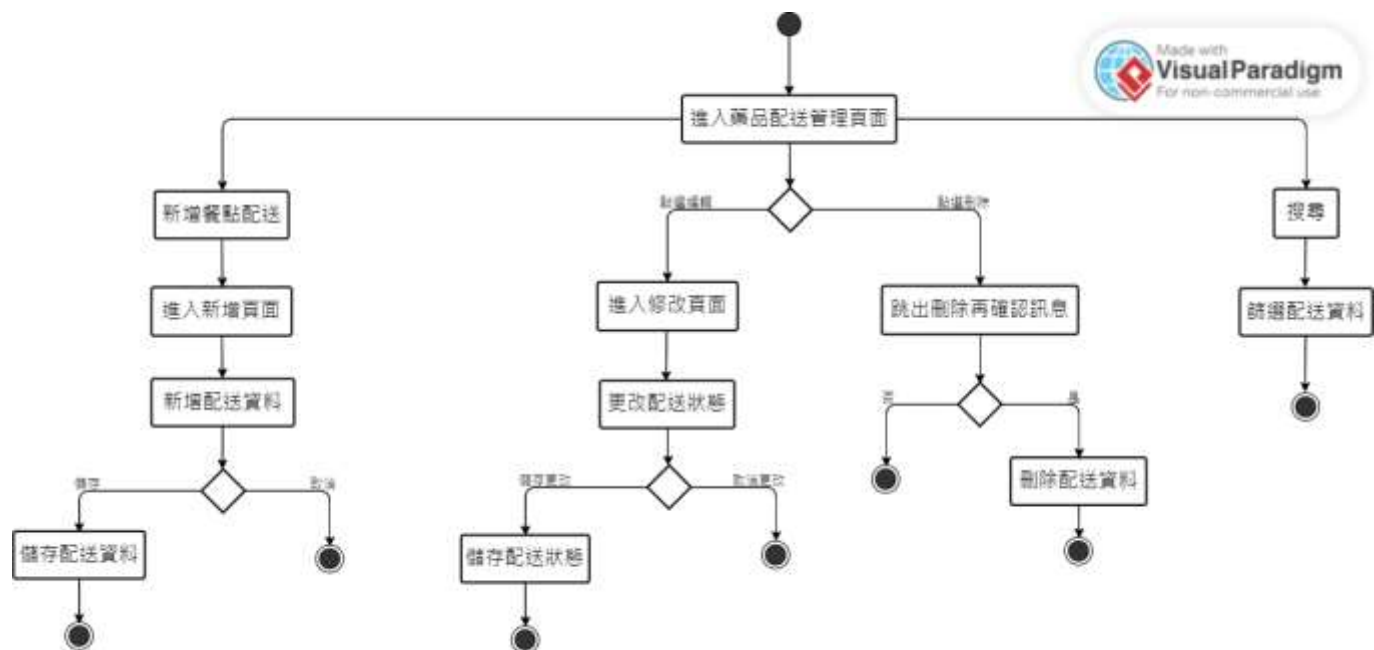 Made with
Visual Paradigm
For non-commercial use
進入藥品配送管理頁面
新增餐點配送
點選編輯
點選刪除
搜尋
進入新增頁面
進入修改頁面
跳出刪除再確認訊息
篩選配送資料
新增配送資料
更改配送狀態
否
是
儲存
取消
儲存更改
取消更改
刪除配送資料
儲存配送資料
儲存配送狀態